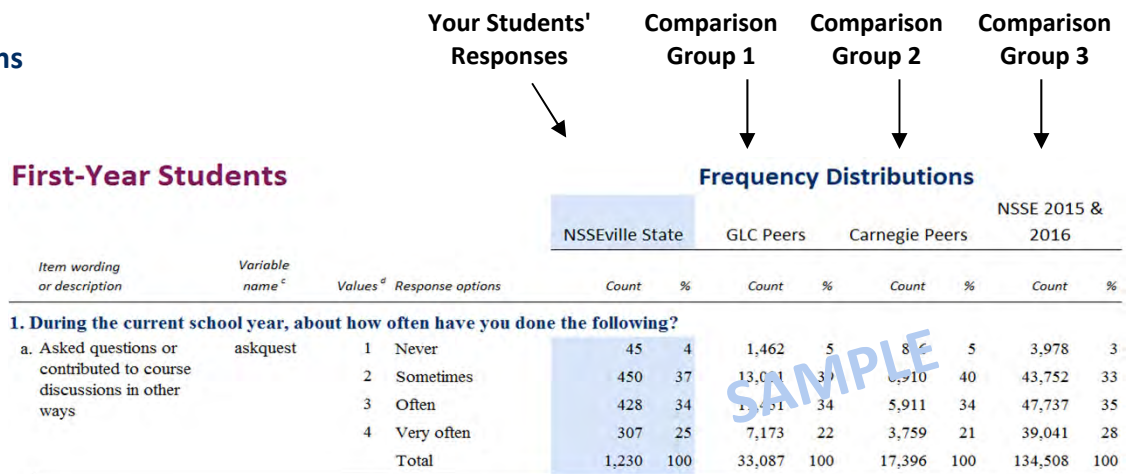 Your Students' Comparison Comparison Comparison
ns Responses Group 1 Group 2 Group 3
First-Year Students Frequency Distributions
NSSE 2015 &
NSSEville State GLC Peers Carnegie Peers 2016
Item wording Variable
or description name c Values d Response options Count % Count % Count % Count %
1. During the current school year, about how often have you done the following?
a. Asked questions or askquest 1 Never 45 4 1,462 5 5 3,978 3
contributed to course
discussions in other 2 Sometimes 450 37 40 43,752 33
ways 3 Often 428 34 34 5,911 34 47,737 35
4 Very often 307 25 7,173 22 3,759 21 39,041 28
Total 1,230 100 33,087 100 17,396 100 134,508 100
SAMPLE